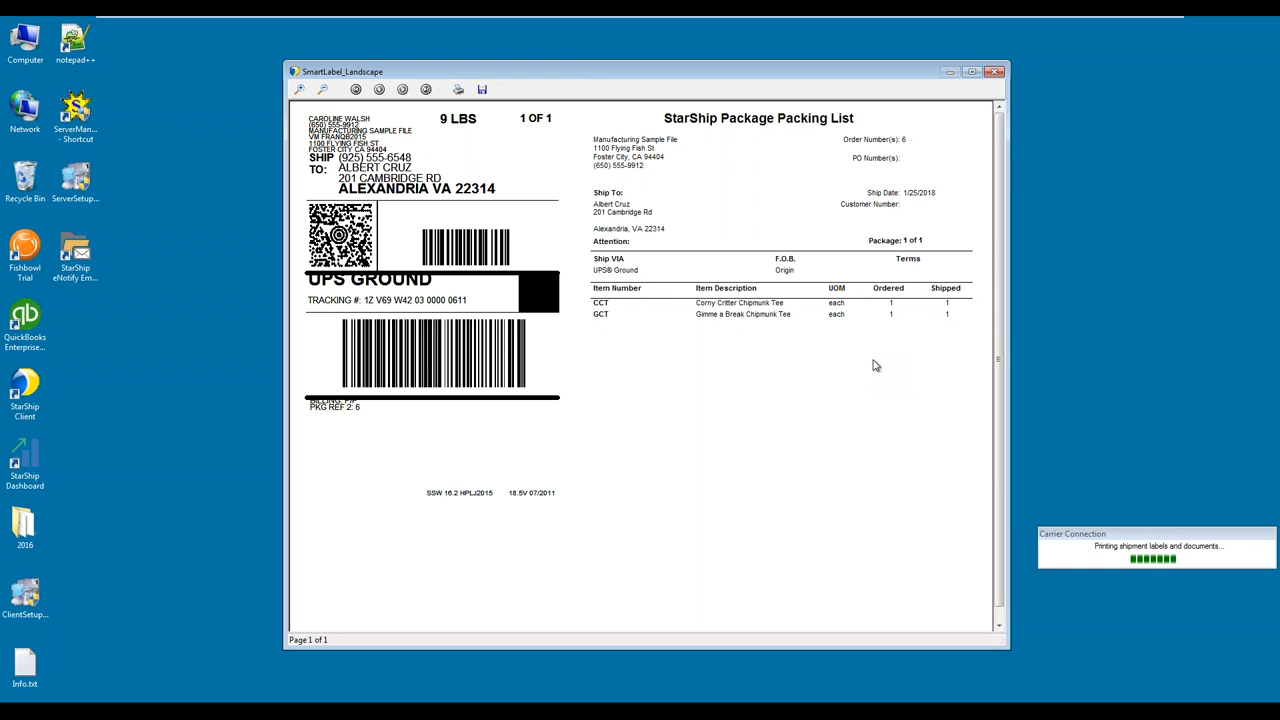 Computer
notepad++
Network
ServerMan...
- Shortcut
Recycle Bin
ServerSetup...
Fishbowl
Trial
StarShip
eNotify Em...
QuickBooks
Enterprise...
StarShip
Client
StarShip
Dashboard
2016
ClientSetup...
Info.txt
SmartLabel_Landscape
CAROLINE WALSH
(650) 555-9912
MANUFACTURING SAMPLE FILE
VM FRANQB2015
1100 FLYING FISH ST
FOSTER CITY CA 94404
9 LBS
1 OF 1
SHIP
TO:
(925) 555-6548
ALBERT CRUZ
201 CAMBRIDGE RD
ALEXANDRIA VA 22314
UPS GROUND
TRACKING #: 1Z V69 W42 03 0000 0611
BILLING: P/P
PKG REF 2: 6
SSW 16.2 HPLJ2015 18.5V 07/2011
StarShip Package Packing List
Manufacturing Sample File
1100 Flying Fish St
Foster City, CA 94404
(650) 555-9912
Order Number(s): 6
PO Number(s):
Ship To:
Albert Cruz
201 Cambridge Rd
Alexandria, VA 22314
Attention:
Ship Date: 1/25/2018
Customer Number:
Package: 1 of 1
Ship VIA F.O.B. Terms
UPS® Ground Origin
Item Number Item Description UOM Ordered Shipped
CCT Corny Critter Chipmunk Tee each 1 1
GCT Gimme a Break Chipmunk Tee each 1 1
Page 1 of 1
Carrier Connection
Printing shipment labels and documents...